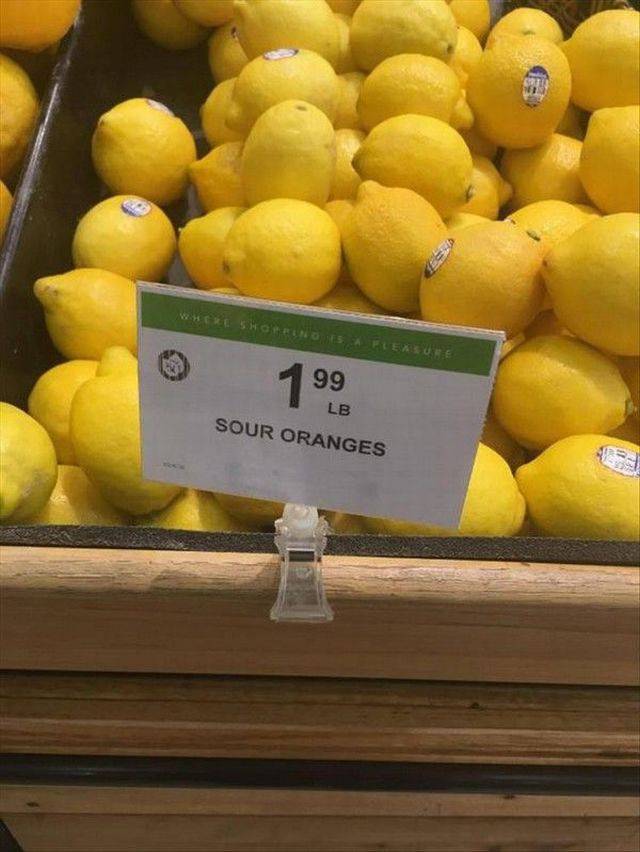 WHERE SHOPPING IS A PLEASURE
1 99
LB
SOUR ORANGES